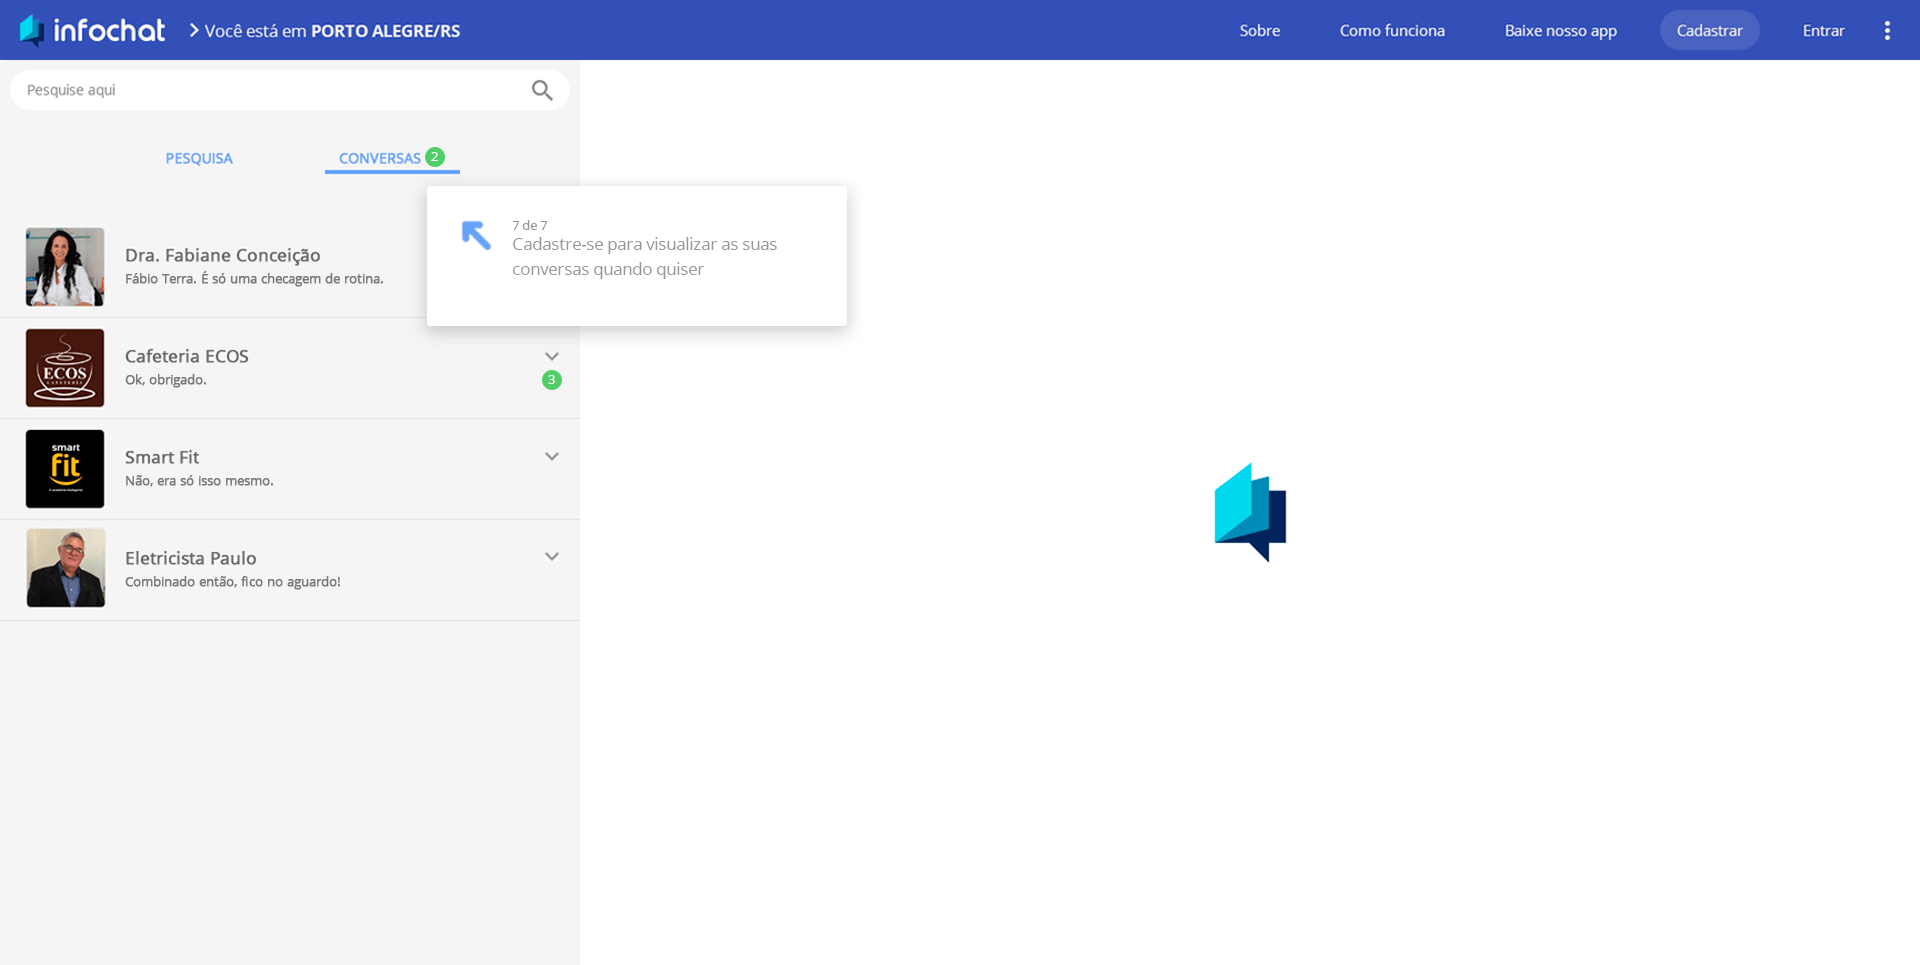 infochat
Você está em PORTO ALEGRE/RS
Sobre
Como funciona
Baixe nosso app
Cadastrar
Entrar
Pesquise aqui
PESQUISA
CONVERSAS 2
7 de 7
Cadastre-se para visualizar as suas
conversas quando quiser
Dra. Fabiane Conceição
Fábio Terra. É só uma checagem de rotina.
ECOS
CAFETERIA
Cafeteria ECOS
Ok, obrigado.
3
smart
fit
Smart Fit
Não, era só isso mesmo.
Eletricista Paulo
Combinado então, fico no aguardo!